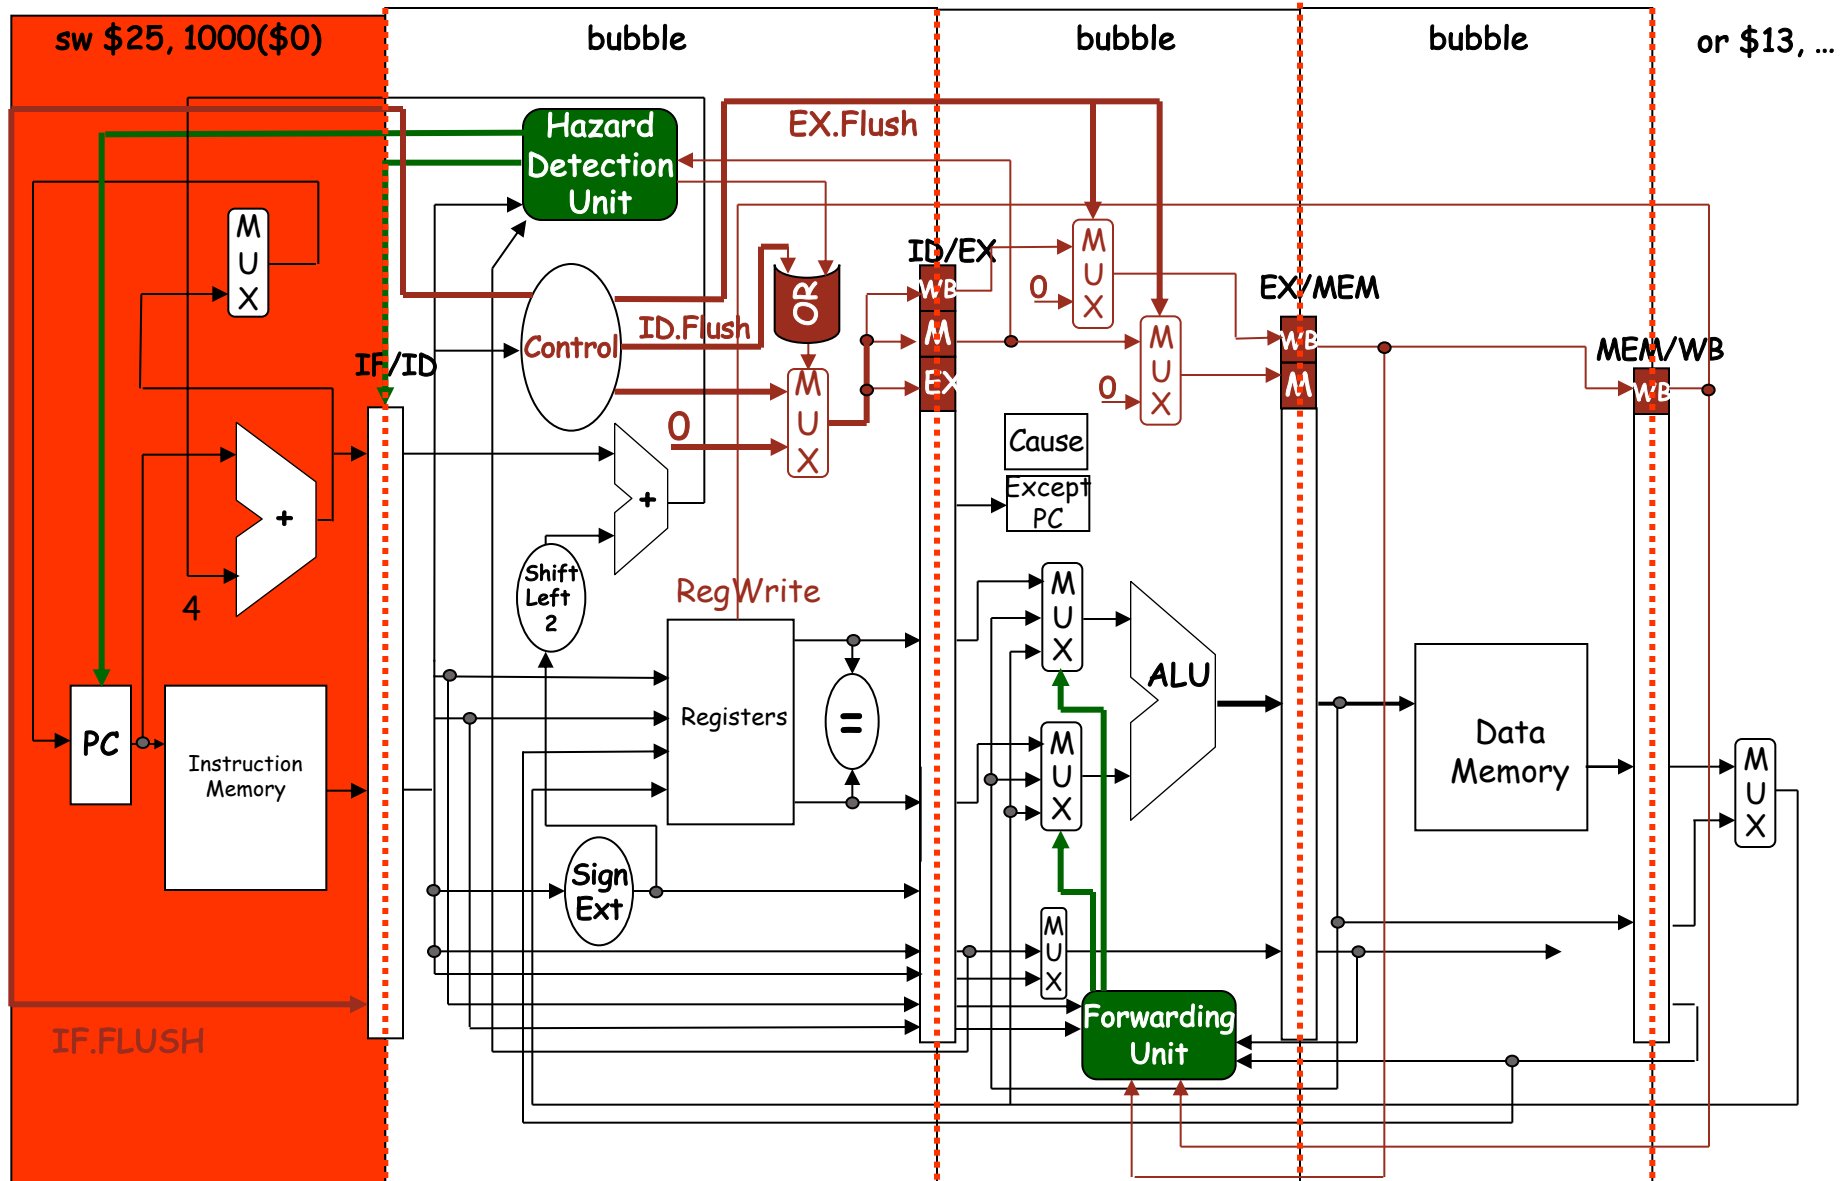 sw $25, 1000($0)
bubble
bubble
bubble
or $13, ...
Hazard
Detection
Unit
EX.Flush
M
U
X
OR
ID/EX
WB
M
EX
M
U
X
0
EX/MEM
WB
M
Control
ID.Flush
M
U
X
0
IF/ID
M
U
X
0
MEM/WB
WB
Cause
Except
PC
+
+
4
Shift
Left
2
RegWrite
M
U
X
ALU
PC
Instruction
Memory
Registers
=
M
U
X
Data
Memory
M
U
X
Sign
Ext
M
U
X
Forwarding
Unit
IF.FLUSH